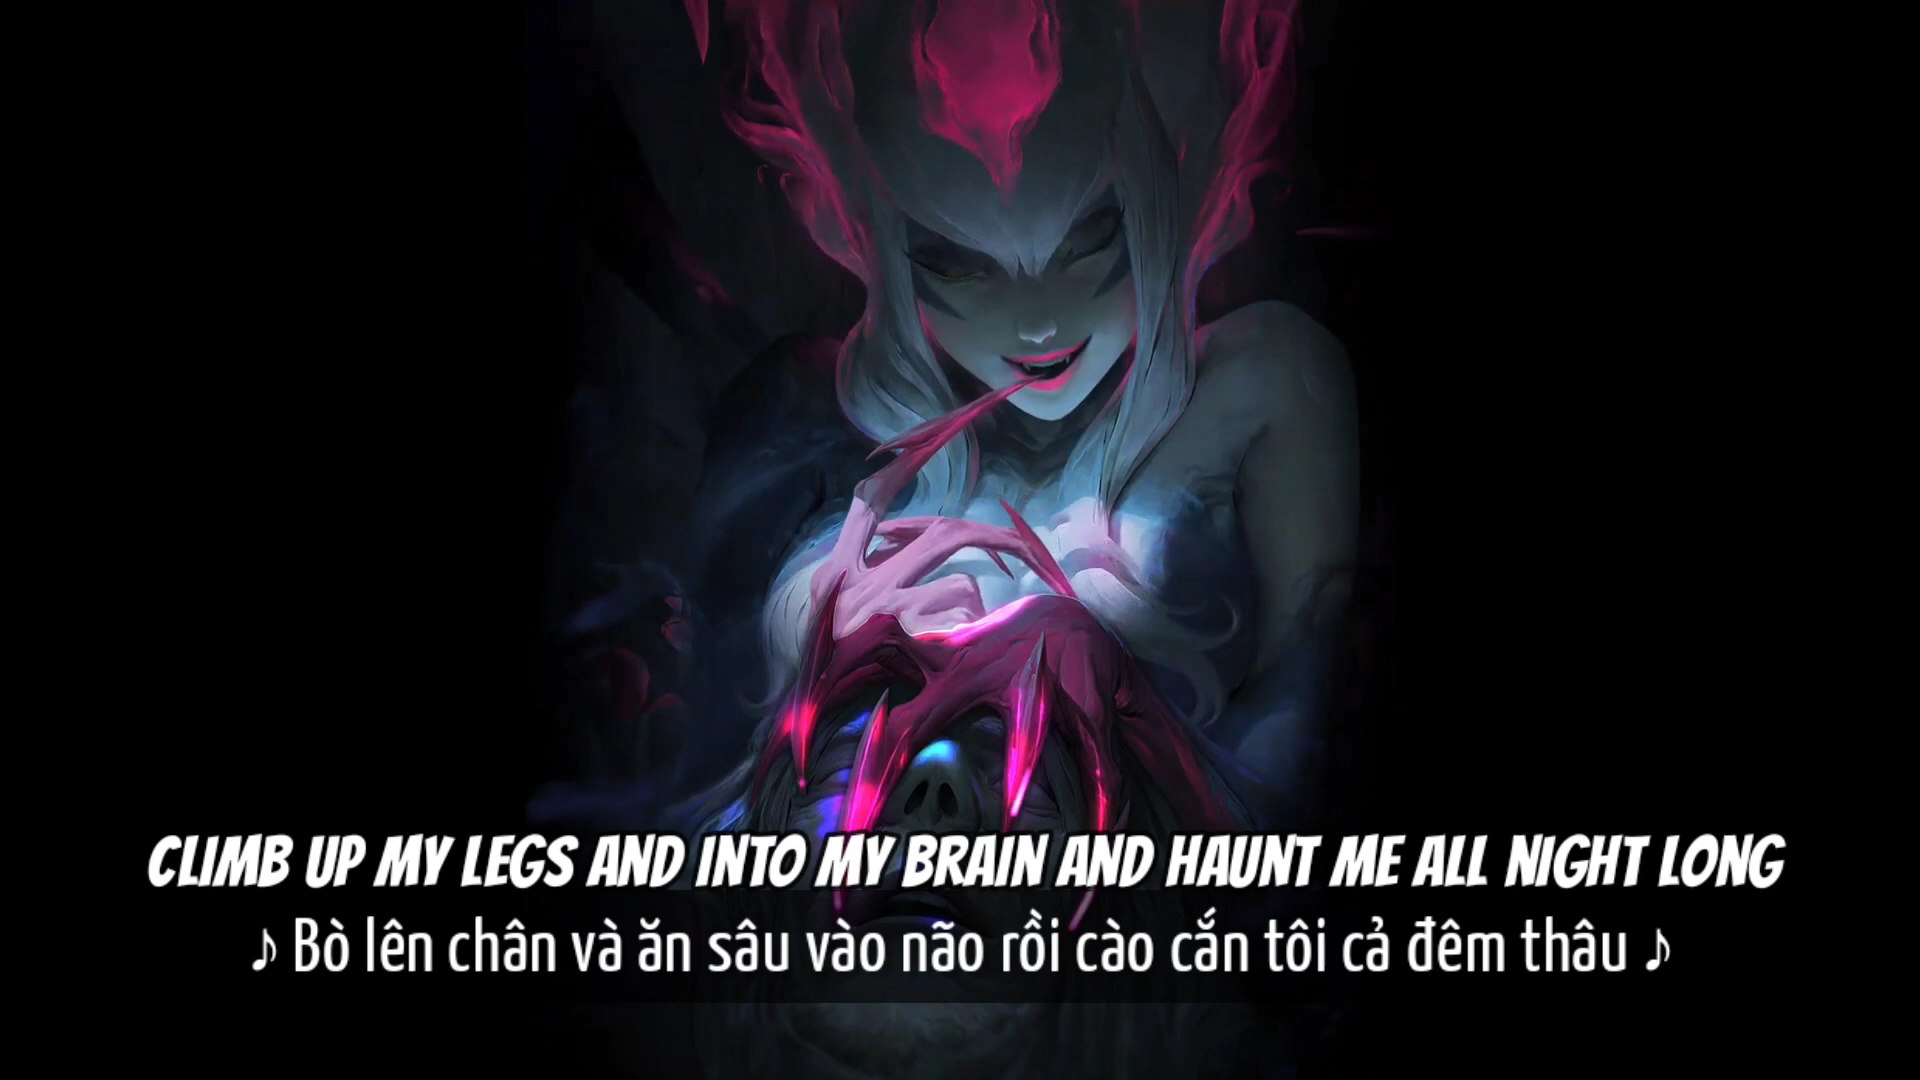 CLIMB UP MY LEGS AND INTO MY BRAIN AND HAUNT ME ALL NIGHT LONG
♪ Bò lên chân và ăn sâu vào não rồi cào cắn tôi cả đêm thâu ♪